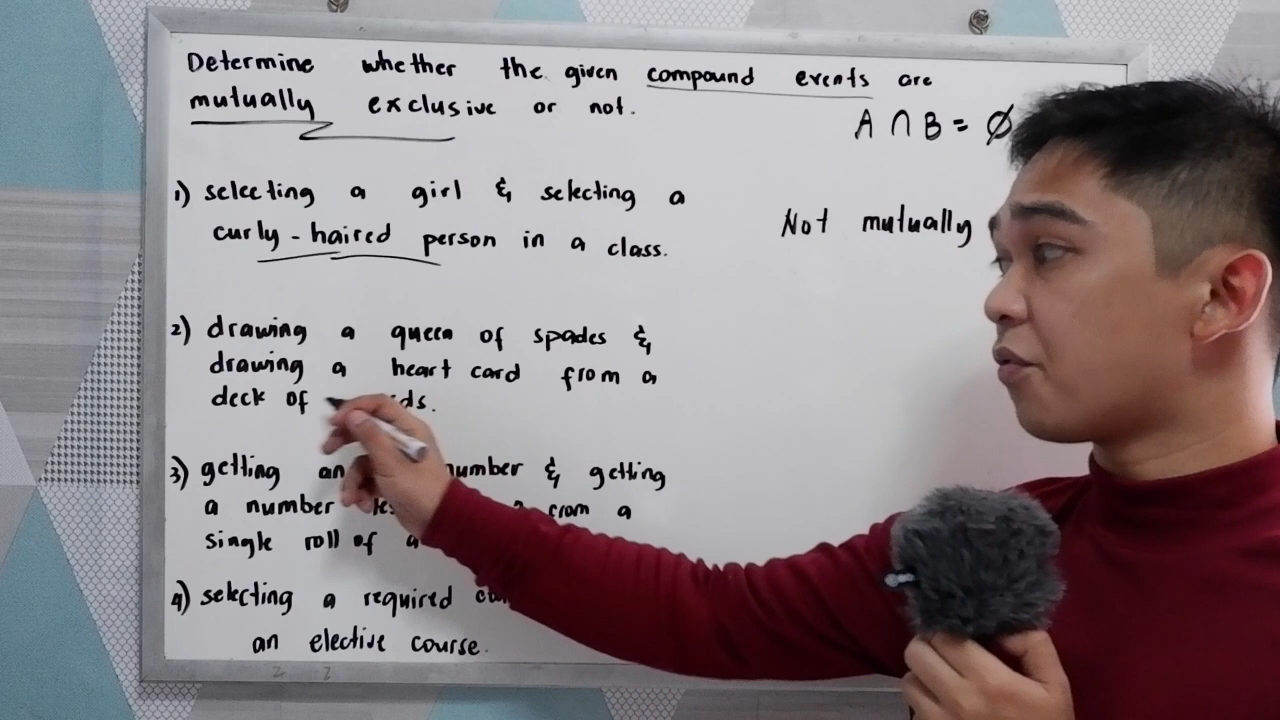 Determine whether the given compound events are
mutually exclusive or not.
A ∩ B = Ø
1) selecting a girl & selecting a
curly-haired person in a class.
Not mutually
2) drawing a queen of spades &
drawing a heart card from a
deck of
3) getting an number & getting
a number from a
single roll of
4) selecting a required
an elective course.